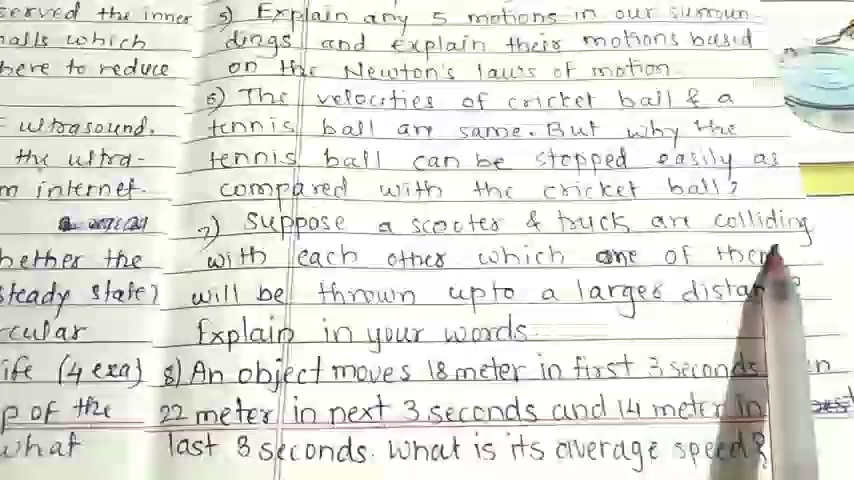 served the inner
halls which
here to reduce
ultrasound.
the ultra-
m internet.
hether the
steady state?
rcular
ife (4 exa)
p of the
what
5) Explain any 5 motions in our surroun
dings and explain their motions based
on the Newton's laws of motion.
6) The velocities of cricket ball & a
tennis ball are same. But why the
tennis ball can be stopped easily as
compared with the cricket ball?
7) Suppose a scooter & truck are colliding
with each other which one of them
will be thrown upto a larger distan
Explain in your words.
8) An object moves 18 meter in first 3 seconds
22 meter in next 3 seconds and 14 meter in
last 3 seconds. What is its average speed?